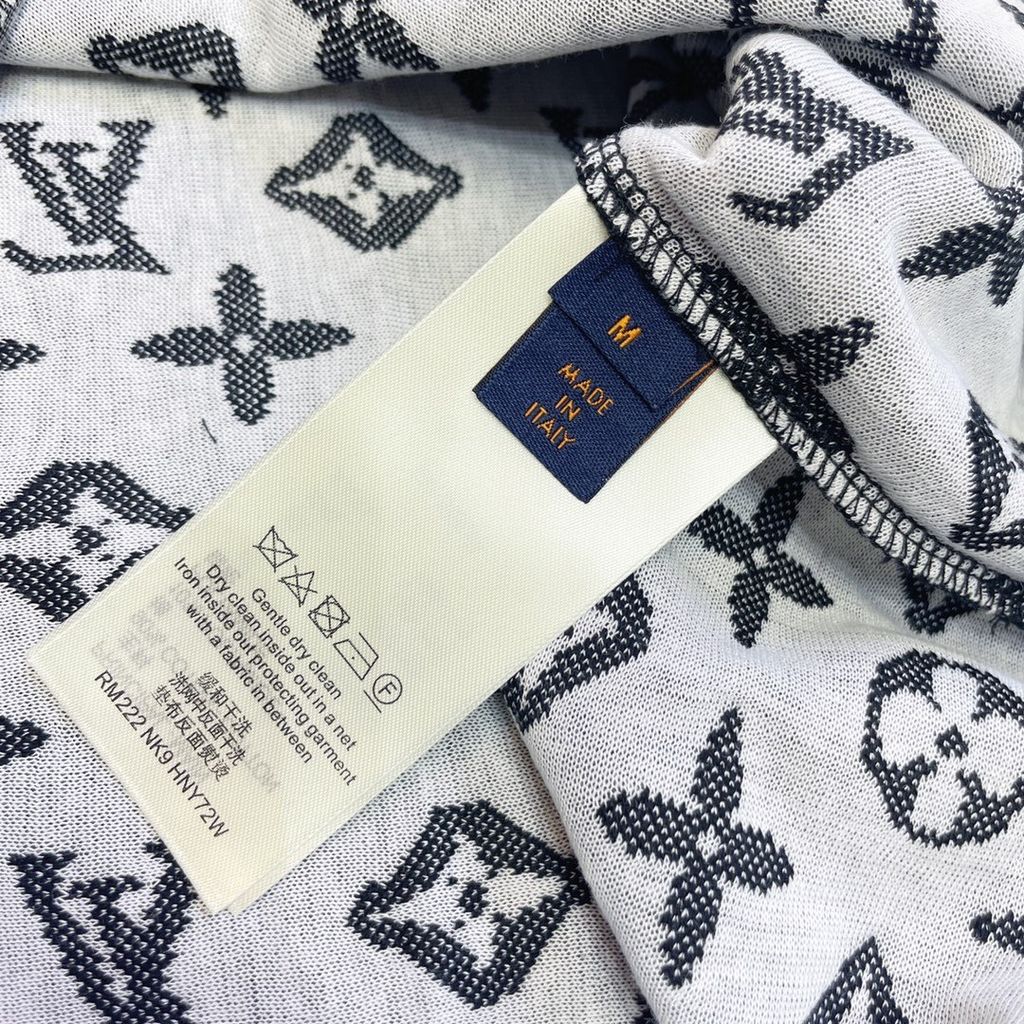 M
MADE
IN
ITALY
F
Gentle dry clean
Dry clean inside out in a net
Iron inside out protecting garment
with a fabric in between
缓和干洗
洗网中反面干洗
垫布反面熨烫
RM222 NK9 HNY72W